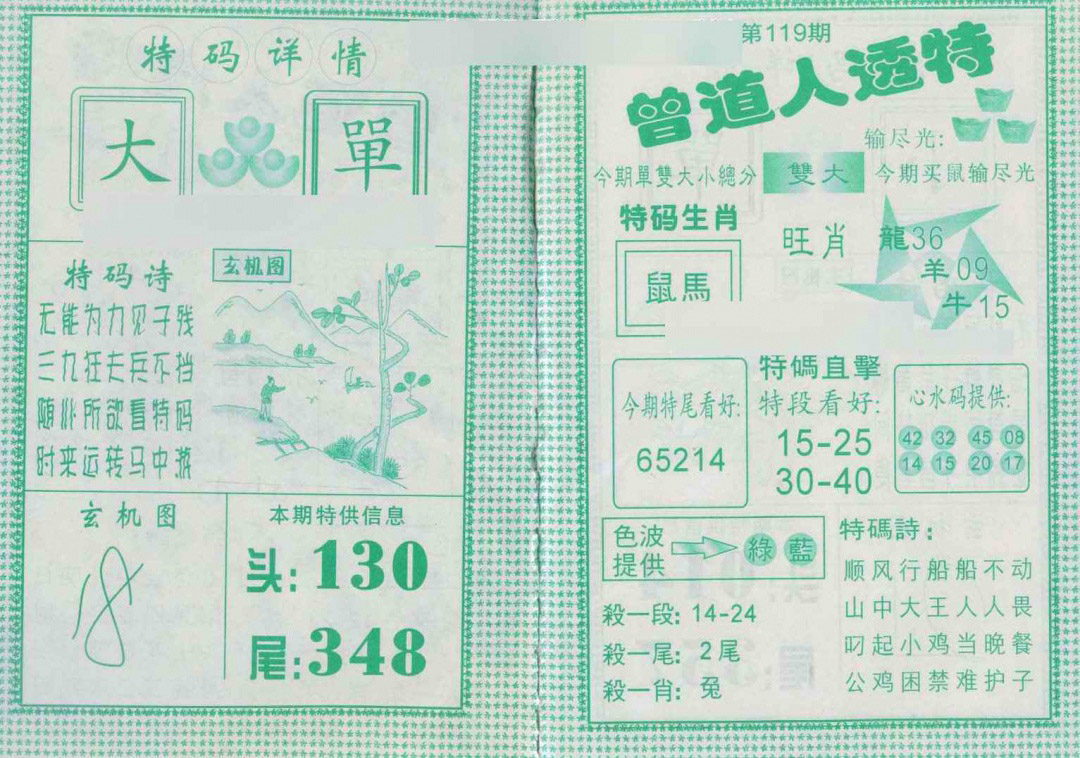 特码详情
大
單
特码诗
无能为力见子残
三九狂走兵不挡
随心所欲看特码
时来运转马中游
玄机图
玄机图
18
本期特供信息
头:130
尾:348
第119期
曾道人透特
输尽光:
今期單雙大小總分
雙大
今期买鼠输尽光
特码生肖
鼠馬
旺肖
龍36
羊09
牛-15
今期特尾看好:
65214
特碼直擊
特段看好:
15-25
30-40
心水码提供:
42 32 45 08
14 15 20 17
色波
提供
綠 藍
殺一段: 14-24
殺一尾: 2尾
殺一肖: 兔
特碼詩:
顺风行船船不动
山中大王人人畏
叼起小鸡当晚餐
公鸡困禁难护子